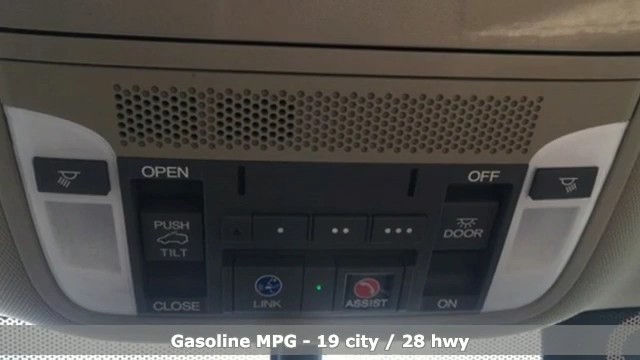 OPEN
OFF
PUSH
TILT
DOOR
CLOSE
LINK
ASSIST
ON
Gasoline MPG - 19 city / 28 hwy